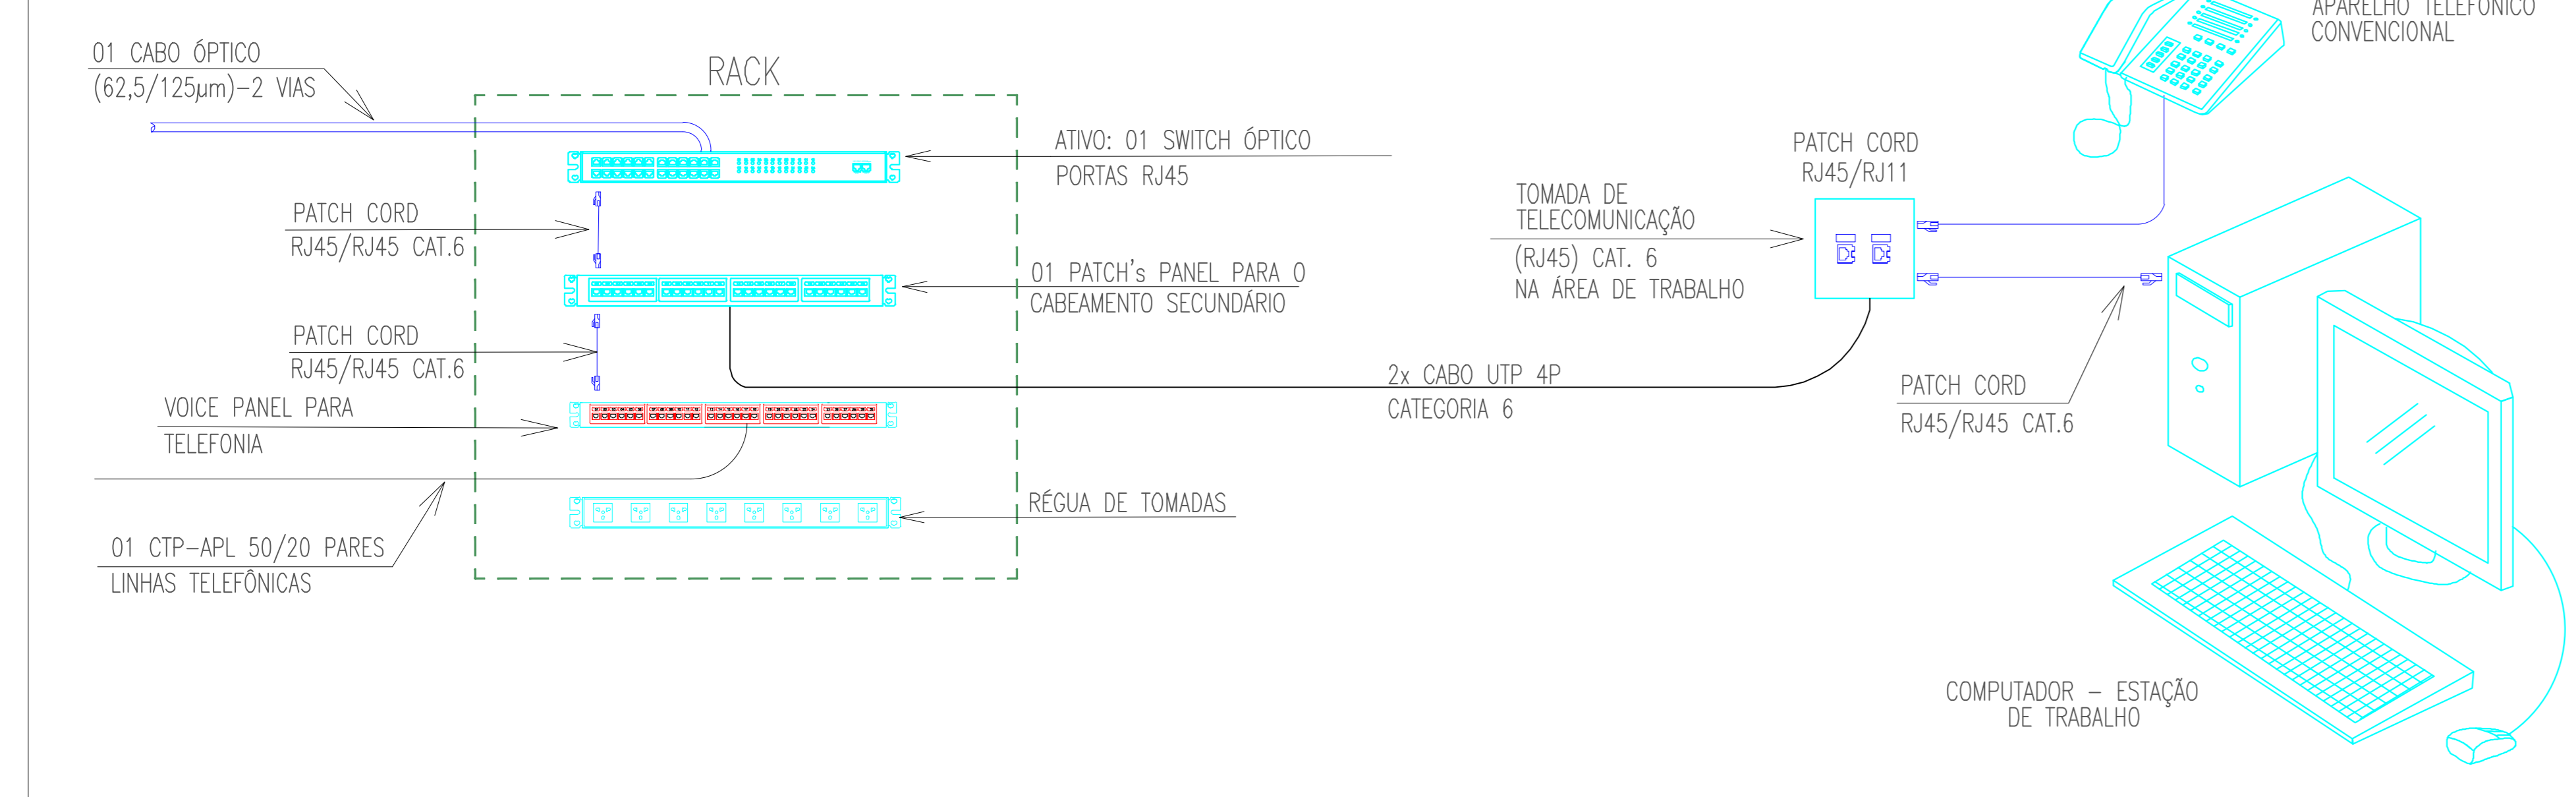 01 CABO ÓPTICO
(62,5/125µm)-2 VIAS
RACK
PATCH CORD
RJ45/RJ45 CAT.6
PATCH CORD
RJ45/RJ45 CAT.6
VOICE PANEL PARA
TELEFONIA
01 CTP-APL 50/20 PARES
LINHAS TELEFÔNICAS
ATIVO: 01 SWITCH ÓPTICO
PORTAS RJ45
01 PATCH's PANEL PARA O
CABEAMENTO SECUNDÁRIO
RÉGUA DE TOMADAS
2x CABO UTP 4P
CATEGORIA 6
TOMADA DE
TELECOMUNICAÇÃO
(RJ45) CAT. 6
NA ÁREA DE TRABALHO
PATCH CORD
RJ45/RJ11
APARELHO TELEFÔNICO
CONVENCIONAL
PATCH CORD
RJ45/RJ45 CAT.6
COMPUTADOR - ESTAÇÃO
DE TRABALHO